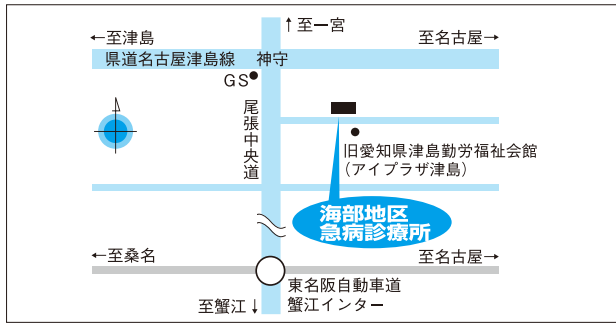 ↑至一宮
←至津島
至名古屋→
県道名古屋津島線
神守
GS
尾張中央道
旧愛知県津島勤労福祉会館
(アイプラザ津島)
海部地区
急病診療所
←至桑名
至名古屋→
東名阪自動車道
蟹江インター
至蟹江↓